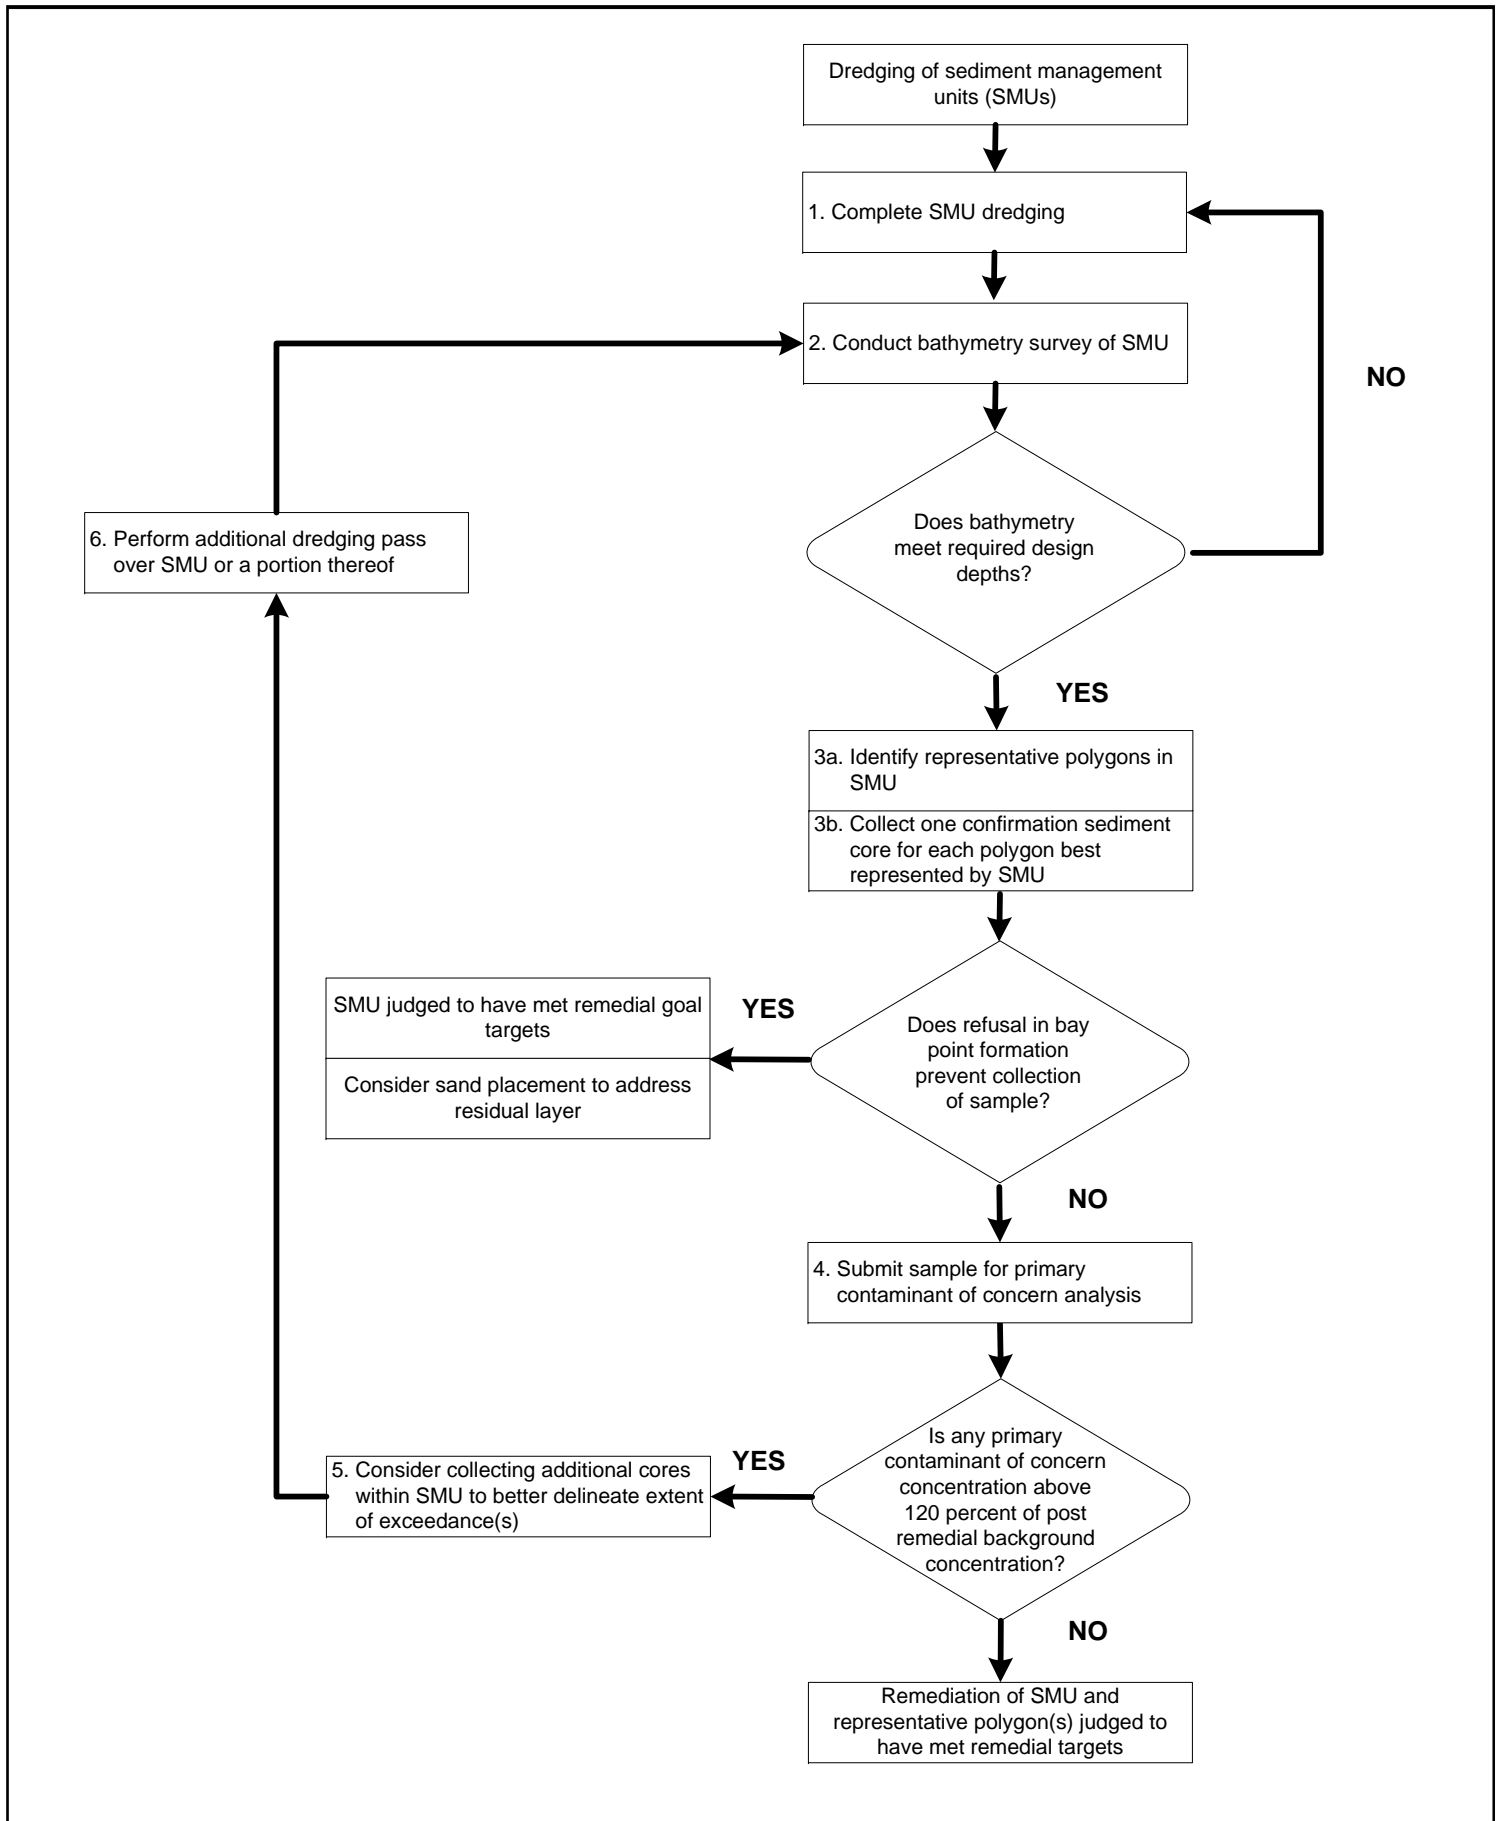 Dredging of sediment management
units (SMUs)
1. Complete SMU dredging
2. Conduct bathymetry survey of SMU
NO
Does bathymetry
meet required design
depths?
6. Perform additional dredging pass
over SMU or a portion thereof
YES
3a. Identify representative polygons in
SMU
3b. Collect one confirmation sediment
core for each polygon best
represented by SMU
SMU judged to have met remedial goal
targets
Consider sand placement to address
residual layer
YES
Does refusal in bay
point formation
prevent collection
of sample?
NO
4. Submit sample for primary
contaminant of concern analysis
5. Consider collecting additional cores
within SMU to better delineate extent
of exceedance(s)
YES
Is any primary
contaminant of concern
concentration above
120 percent of post
remedial background
concentration?
NO
Remediation of SMU and
representative polygon(s) judged to
have met remedial targets